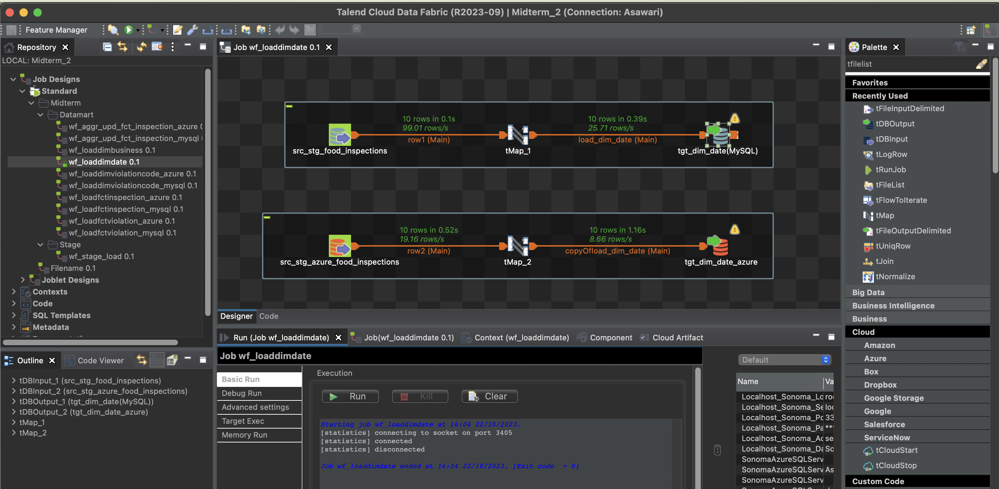 Talend Cloud Data Fabric (R2023-09) | Midterm_2 (Connection: Asawari)
Feature Manager
Repository
LOCAL: Midterm_2
Job Designs
Standard
Midterm
Datamart
wf_aggr_upd_fct_inspection_azure
wf_aggr_upd_fct_inspection_mysql
wf_loaddimbusiness 0.1
wf_loaddimdate 0.1
wf_loaddimviolationcode_azure 0.1
wf_loaddimviolationcode_mysql 0.1
wf_loadfctinspection_azure 0.1
wf_loadfctinspection_mysql 0.1
wf_loadfctviolation_azure 0.1
wf_loadfctviolation_mysql 0.1
Stage
wf_stage_load 0.1
Filename 0.1
Joblet Designs
Contexts
Code
SQL Templates
Metadata
Outline
Code Viewer
tDBInput_1 (src_stg_food_inspections)
tDBInput_2 (src_stg_azure_food_inspections)
tDBOutput_1 (tgt_dim_date(MySQL))
tDBOutput_2 (tgt_dim_date_azure)
tMap_1
tMap_2
Job wf_loaddimdate 0.1
10 rows in 0.1s
99.01 rows/s
row1 (Main)
10 rows in 0.39s
25.71 rows/s
load_dim_date (Main)
src_stg_food_inspections
tMap_1
tgt_dim_date(MySQL)
10 rows in 0.52s
19.16 rows/s
row2 (Main)
10 rows in 1.16s
8.66 rows/s
copyOfload_dim_date (Main)
src_stg_azure_food_inspections
tMap_2
tgt_dim_date_azure
Designer
Code
Run (Job wf_loaddimdate)
Job(wf_loaddimdate 0.1)
Context (wf_loaddimdate)
Component
Cloud Artifact
Job wf_loaddimdate
Basic Run
Debug Run
Advanced settings
Target Exec
Memory Run
Execution
Run
Kill
Clear
Starting job wf_loaddimdate at 16:04 22/10/2023.
[statistics] connecting to socket on port 3405
[statistics] connected
[statistics] disconnected
Job wf_loaddimdate ended at 16:04 22/10/2023. [Exit code  = 0]
Default
Name Va
Localhost_Sonoma_Lc roc
Localhost_Sonoma_Se loc
Localhost_Sonoma_Pc 33
Localhost_Sonoma_Pa **
Localhost_Sonoma_Ac se
Localhost_Sonoma_Da So
SonomaAzureSQLServ
SonomaAzureSQLServ As
SonomaAzureSQLServ
Palette
tfilelist
Favorites
Recently Used
tFileInputDelimited
tDBOutput
tDBInput
tLogRow
tRunJob
tFileList
tFlowToIterate
tMap
tFileOutputDelimited
tUniqRow
tJoin
tNormalize
Big Data
Business Intelligence
Business
Cloud
Amazon
Azure
Box
Dropbox
Google Storage
Google
Salesforce
ServiceNow
tCloudStart
tCloudStop
Custom Code